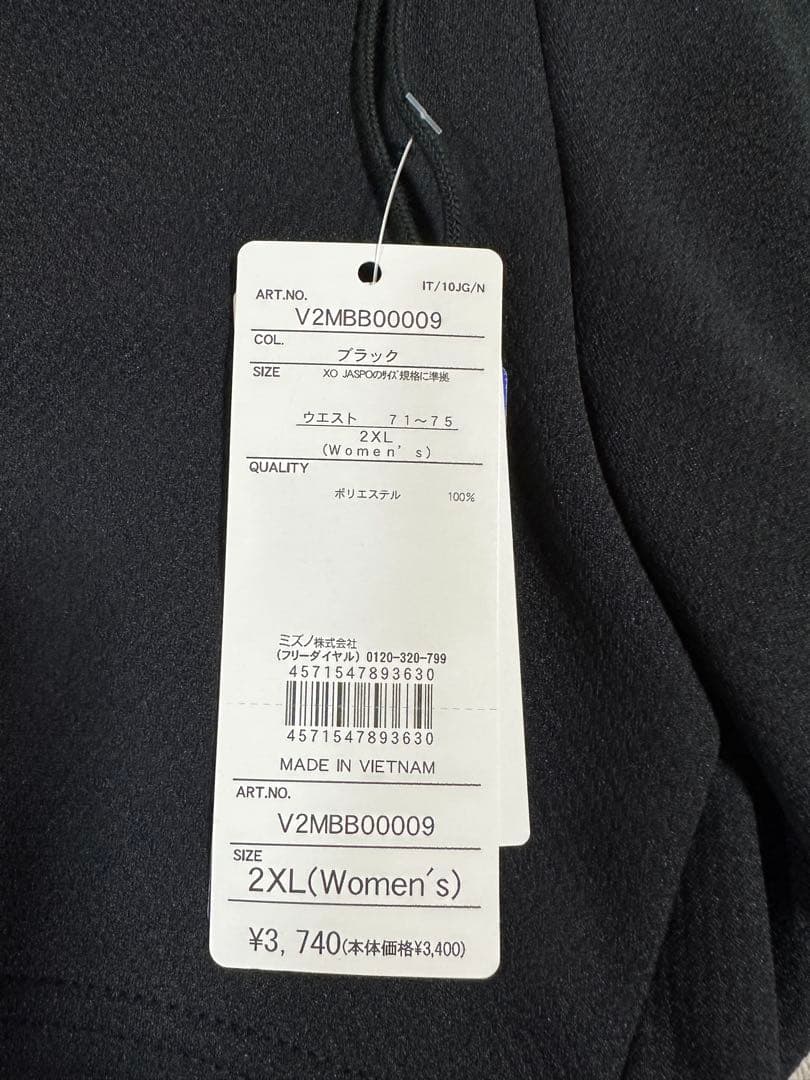 IT/10JG/N
ART.NO.
V2MBB00009
COL.
ブラック
SIZE
XO JASPOのサイズ規格に準拠
ウエスト 71～75
2XL
(Women's)
QUALITY
ポリエステル 100%
ミズノ株式会社
(フリーダイヤル) 0120-320-799
4571547893630
4571547893630
MADE IN VIETNAM
ART.NO.
V2MBB00009
SIZE
2XL(Women's)
¥3,740(本体価格¥3,400)